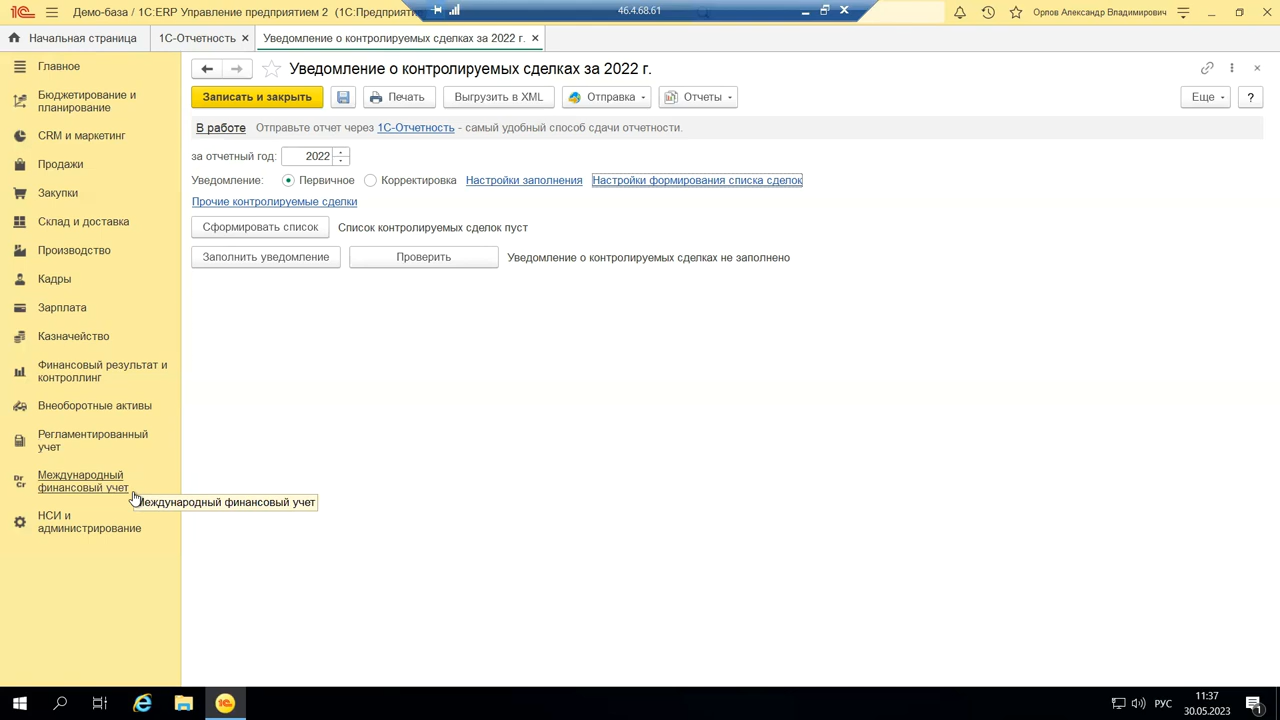 Демо-база / 1C:ERP Управление предприятием 2 (1С:Предприятие
46.4.68.61
Орлов Александр Владимирович
Начальная страница
1С-Отчетность
Уведомление о контролируемых сделках за 2022 г.
Главное
Бюджетирование и
планирование
CRM и маркетинг
Продажи
Закупки
Склад и доставка
Производство
Кадры
Зарплата
Казначейство
Финансовый результат и
контроллинг
Внеоборотные активы
Регламентированный
учет
Dr
Cr
Международный
финансовый учет
НСИ и
администрирование
Уведомление о контролируемых сделках за 2022 г.
Записать и закрыть
Печать
Выгрузить в XML
Отправка
Отчеты
Еще
?
В работе Отправьте отчет через 1С-Отчетность - самый удобный способ сдачи отчетности.
за отчетный год: 2022
Уведомление: Первичное Корректировка Настройки заполнения Настройки формирования списка сделок
Прочие контролируемые сделки
Сформировать список Список контролируемых сделок пуст
Заполнить уведомление Проверить Уведомление о контролируемых сделках не заполнено
Международный финансовый учет
РУС
11:37
30.05.2023
1